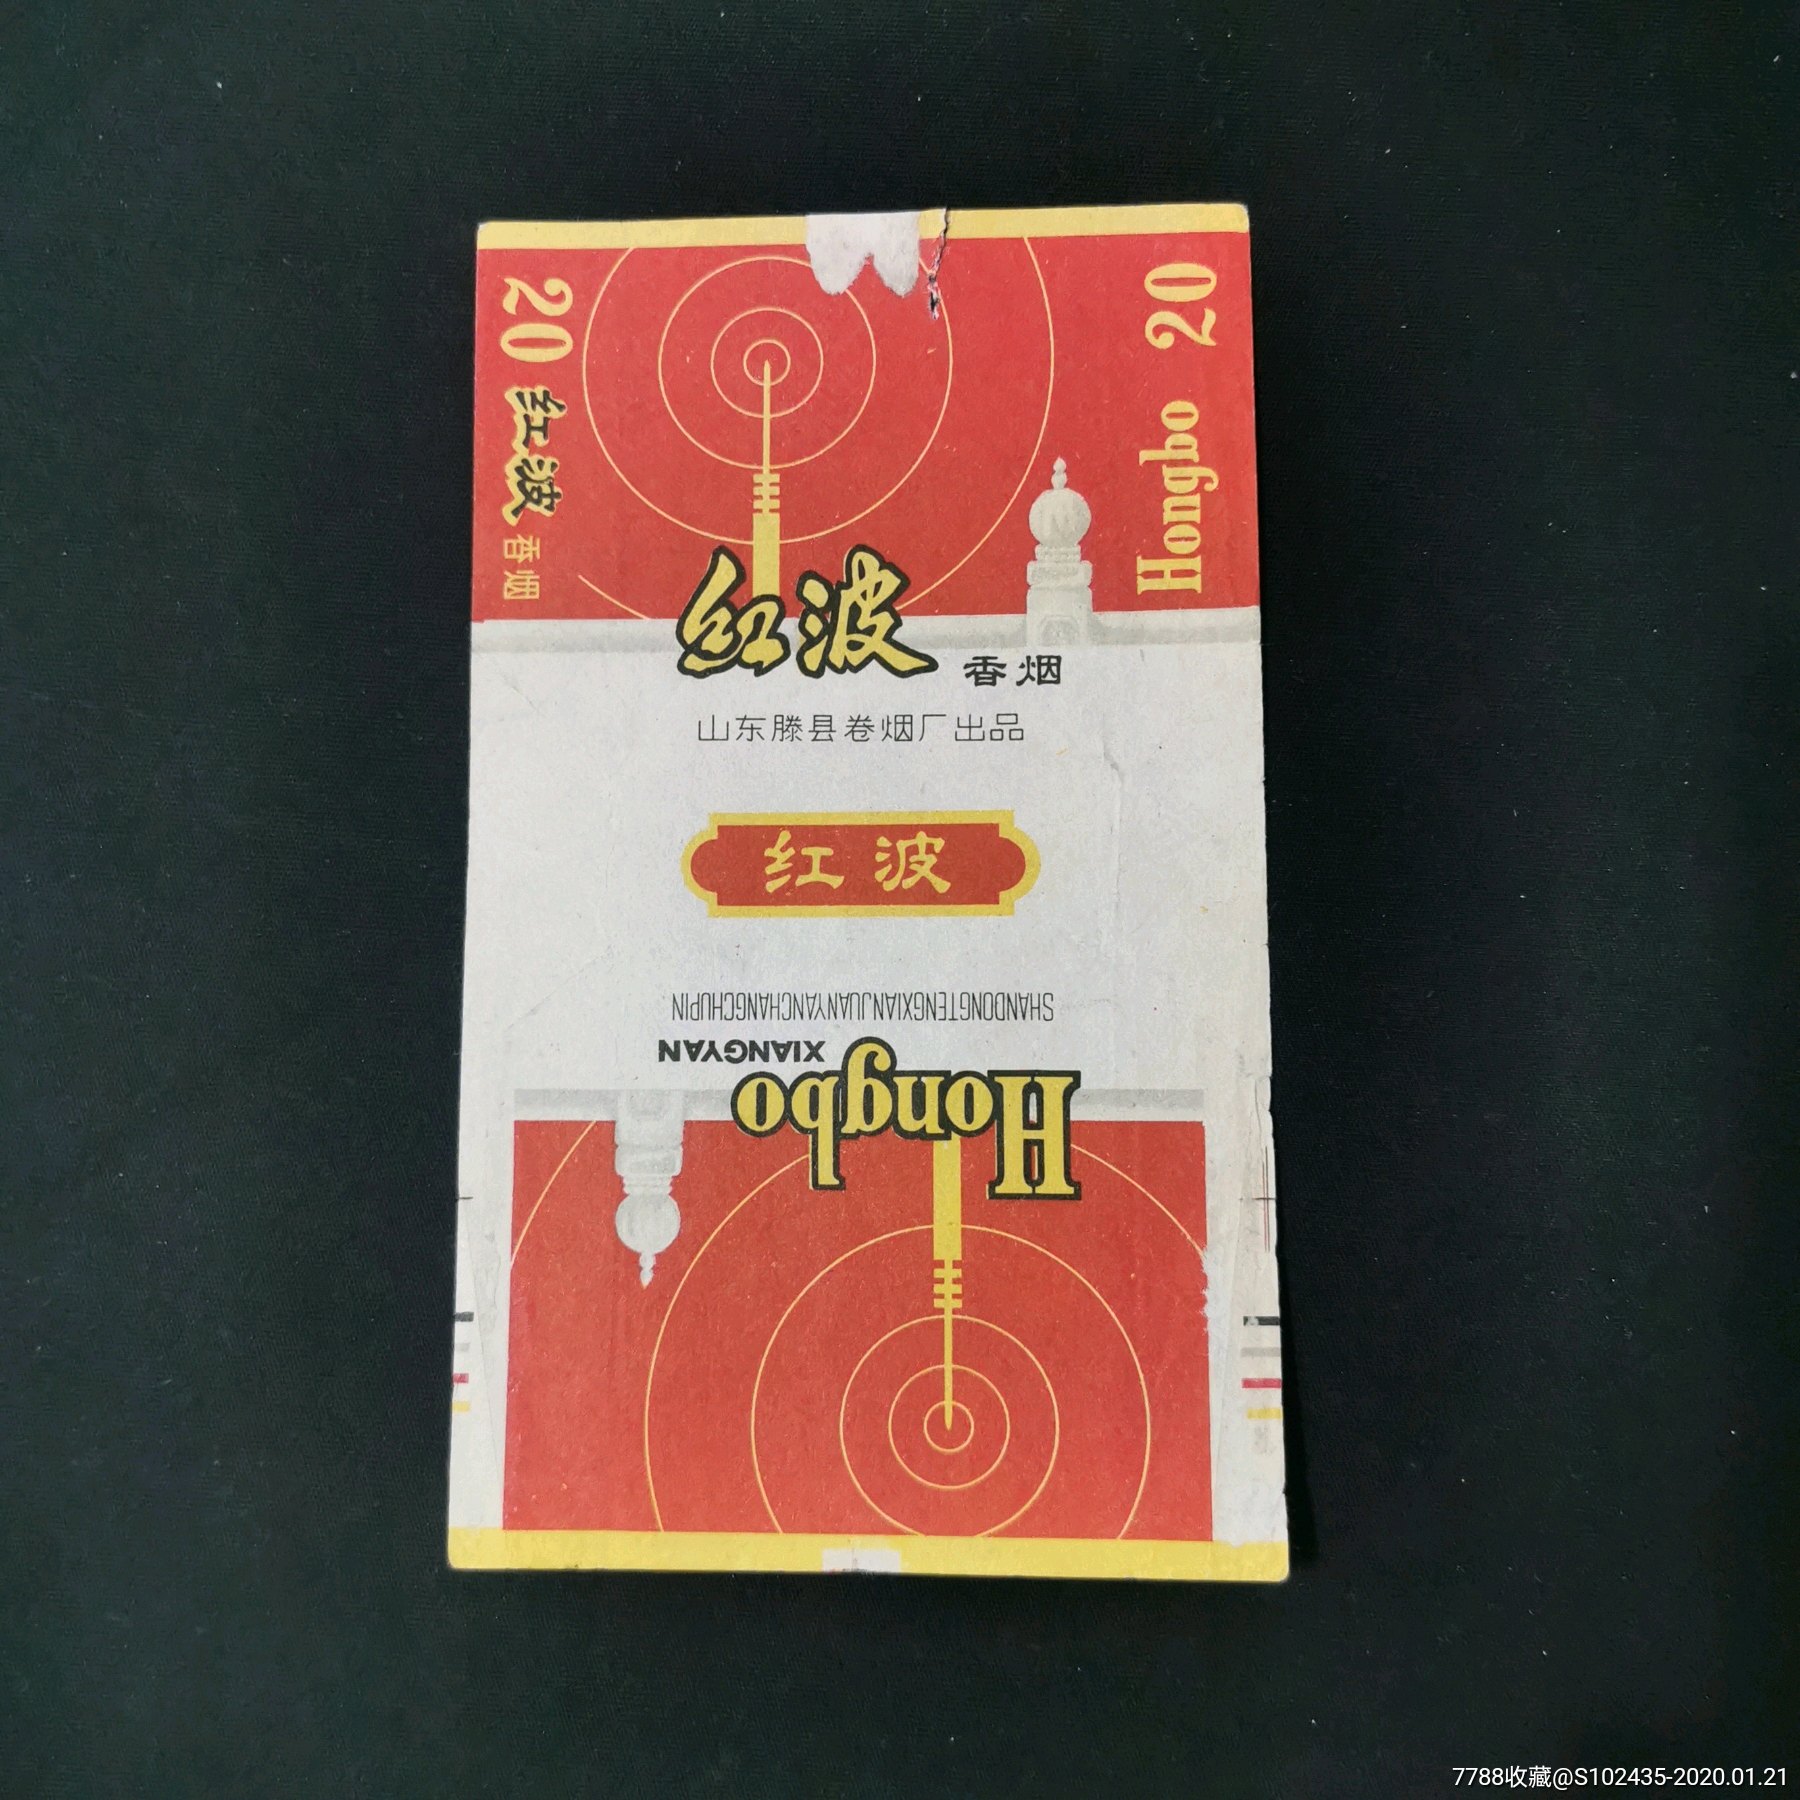 20 红波 香烟
Hongbo 20
红波 香烟
山东滕县卷烟厂出品
红波
SHANDONGTENGXIANJUANYANCHANGCHUPIN
XIANGYAN
Hongbo
7788收藏@S102435-2020.01.21